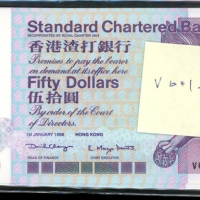 Standard Chartered Ba
INCORPORATED BY ROYAL CHARTER 1853
香港渣打銀行
Promises to pay the bearer
on demand at its office here
Fifty Dollars
伍拾圓
By order of the Court
of Directors.
1 JANUARY 1988 HONG KONG
HEAD OF FINANCE CHIEF EXECUTIVE
V